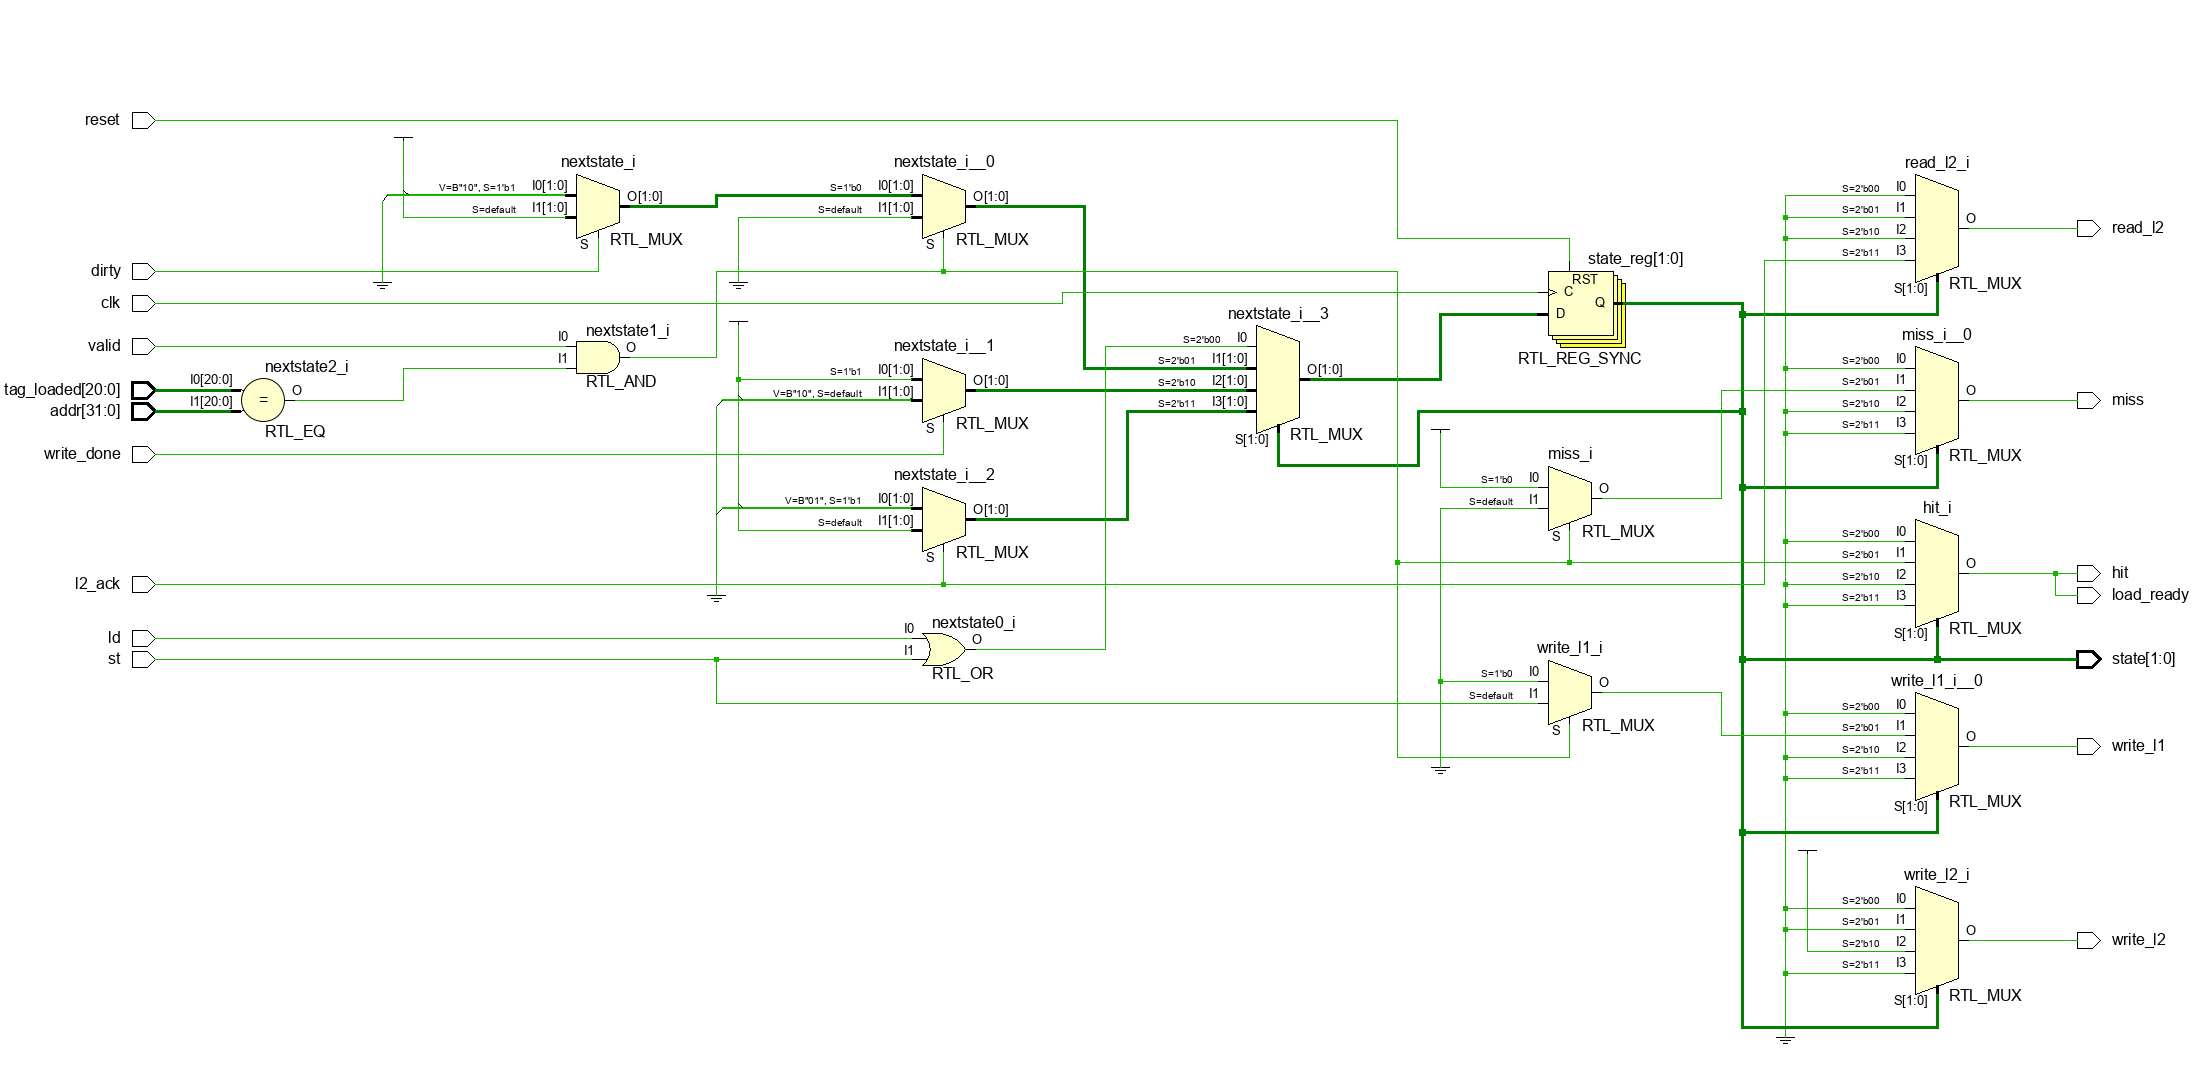 reset
nextstate_i
V=B"10", S=1'b1 I0[1:0]
S=default I1[1:0]
O[1:0]
S
RTL_MUX
nextstate_i__0
S=1'b0 I0[1:0]
S=default I1[1:0]
O[1:0]
S
RTL_MUX
dirty
clk
valid
tag_loaded[20:0]
addr[31:0]
nextstate2_i
I0[20:0]
I1[20:0]
=
O
RTL_EQ
nextstate1_i
I0
I1
O
RTL_AND
write_done
nextstate_i__1
S=1'b1 I0[1:0]
V=B"10", S=default I1[1:0]
O[1:0]
S
RTL_MUX
nextstate_i__2
V=B"01", S=1'b1 I0[1:0]
S=default I1[1:0]
O[1:0]
S
RTL_MUX
l2_ack
ld
st
nextstate0_i
I0
I1
O
RTL_OR
nextstate_i__3
S=2'b00 I0
S=2'b01 I1[1:0]
S=2'b10 I2[1:0]
S=2'b11 I3[1:0]
O[1:0]
S[1:0]
RTL_MUX
state_reg[1:0]
RST
C
Q
D
RTL_REG_SYNC
miss_i
S=1'b0 I0
S=default I1
O
S
RTL_MUX
write_l1_i
S=1'b0 I0
S=default I1
O
S
RTL_MUX
read_l2_i
S=2'b00 I0
S=2'b01 I1
S=2'b10 I2
S=2'b11 I3
O
S[1:0]
RTL_MUX
read_l2
miss_i__0
S=2'b00 I0
S=2'b01 I1
S=2'b10 I2
S=2'b11 I3
O
S[1:0]
RTL_MUX
miss
hit_i
S=2'b00 I0
S=2'b01 I1
S=2'b10 I2
S=2'b11 I3
O
S[1:0]
RTL_MUX
hit
load_ready
state[1:0]
write_l1_i__0
S=2'b00 I0
S=2'b01 I1
S=2'b10 I2
S=2'b11 I3
O
S[1:0]
RTL_MUX
write_l1
write_l2_i
S=2'b00 I0
S=2'b01 I1
S=2'b10 I2
S=2'b11 I3
O
S[1:0]
RTL_MUX
write_l2